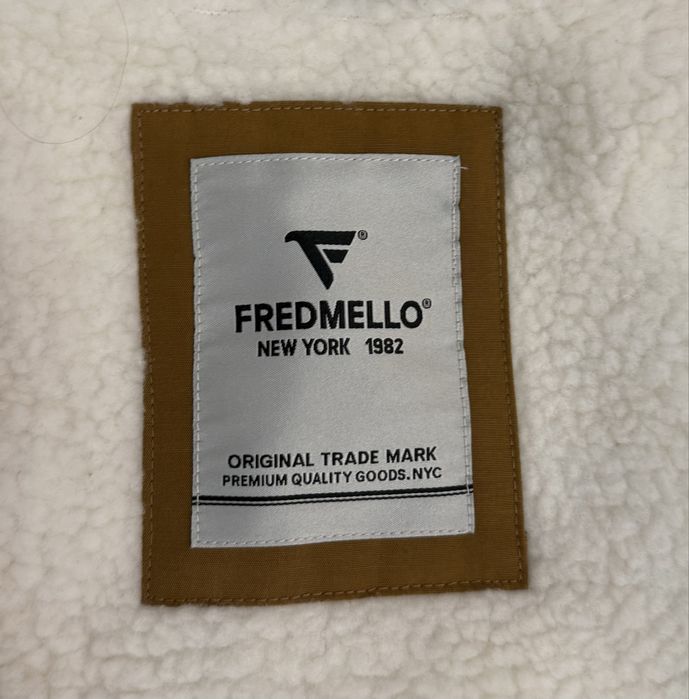 FREDMELLO®
NEW YORK 1982
ORIGINAL TRADE MARK
PREMIUM QUALITY GOODS.NYC